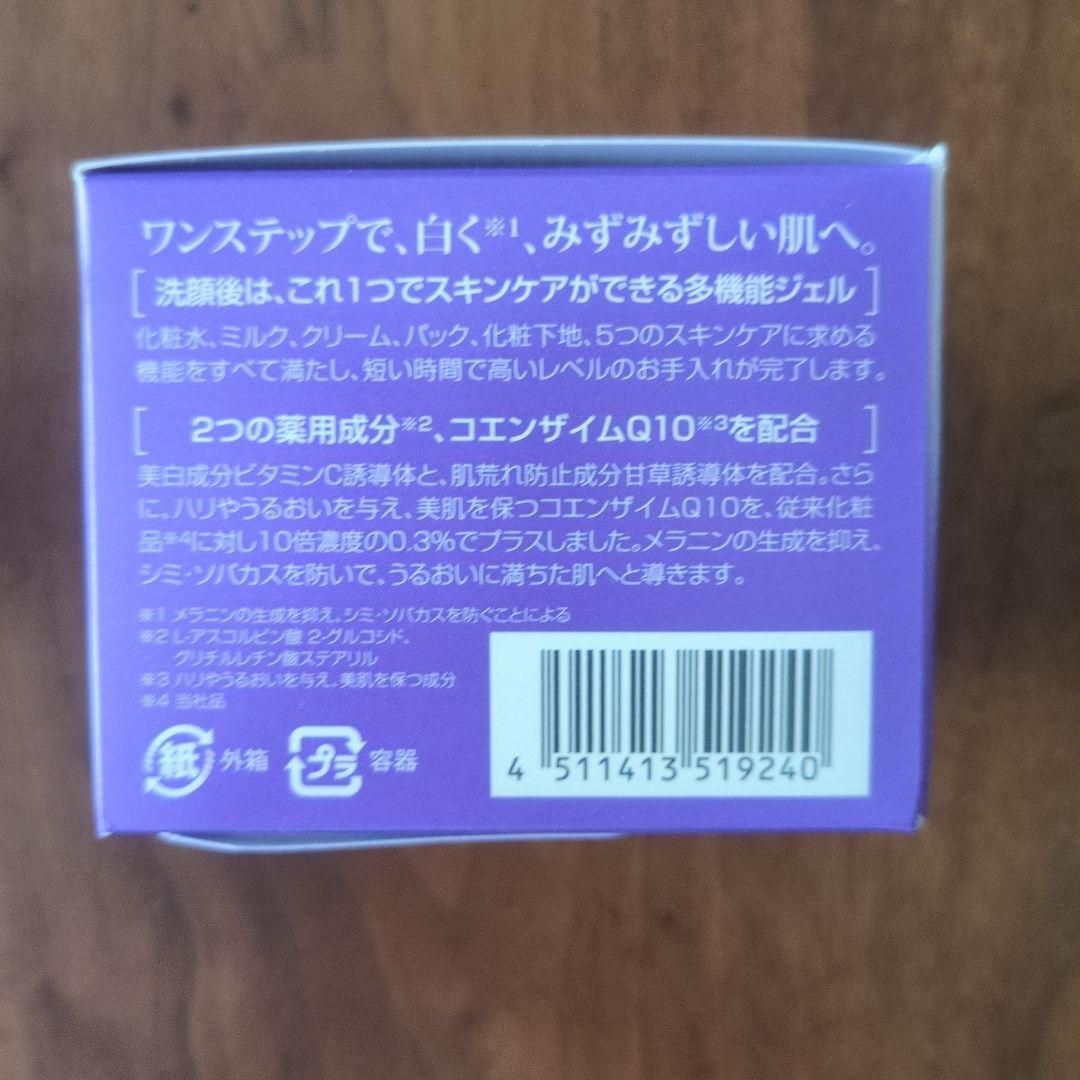 ワンステップで、白く※1、みずみずしい肌へ。
[洗顔後は、これ1つでスキンケアができる多機能ジェル]
化粧水、ミルク、クリーム、パック、化粧下地、5つのスキンケアに求める
機能をすべて満たし、短い時間で高いレベルのお手入れが完了します。
[2つの薬用成分※2、コエンザイムQ10※3を配合]
美白成分ビタミンC誘導体と、肌荒れ防止成分甘草誘導体を配合。さら
に、ハリやうるおいを与え、美肌を保つコエンザイムQ10を、従来化粧
品※4に対し10倍濃度の0.3%でプラスしました。メラニンの生成を抑え、
シミ・ソバカスを防いで、うるおいに満ちた肌へと導きます。
※1 メラニンの生成を抑え、シミ・ソバカスを防ぐことによる
※2 L-アスコルビン酸 2-グルコシド、
グリチルレチン酸ステアリル
※3 ハリやうるおいを与え、美肌を保つ成分
※4 当社品
紙 外箱 プラ 容器
4 511413 519240